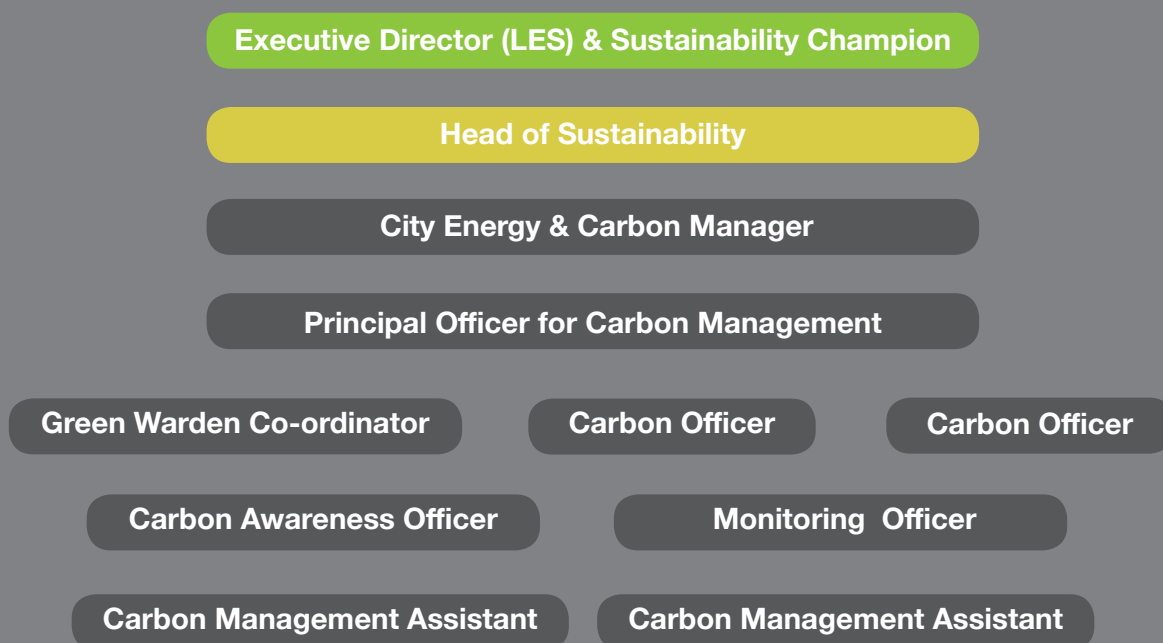 Executive Director (LES) & Sustainability Champion
Head of Sustainability
City Energy & Carbon Manager
Principal Officer for Carbon Management
Green Warden Co-ordinator
Carbon Officer
Carbon Officer
Carbon Awareness Officer
Monitoring Officer
Carbon Management Assistant
Carbon Management Assistant